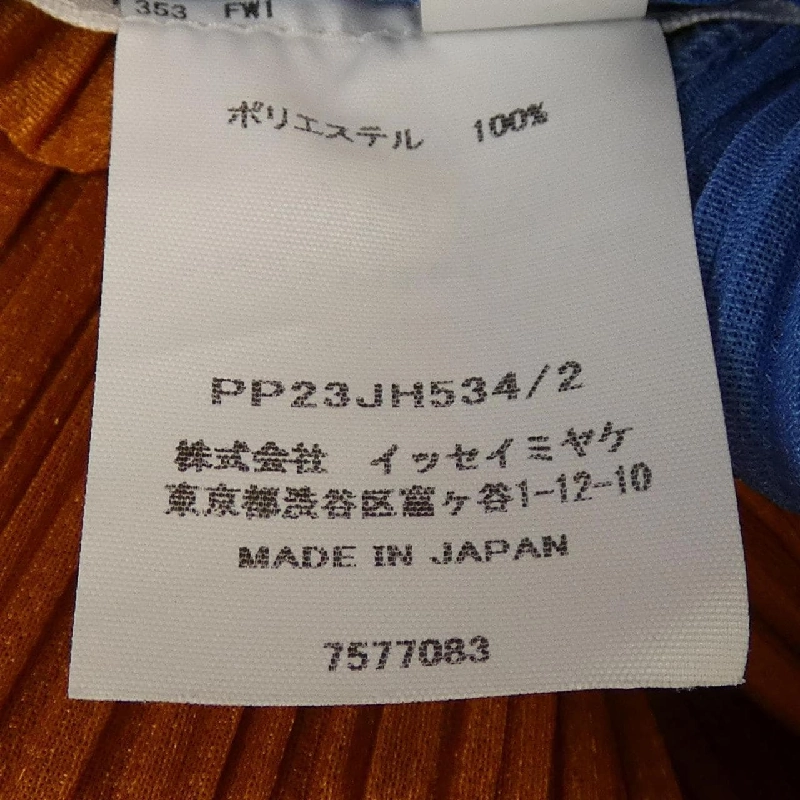 353 FW1
ポリエステル 100%
PP23JH534/2
株式会社 イッセイミヤケ
東京都渋谷区富ヶ谷1-12-10
MADE IN JAPAN
7577083